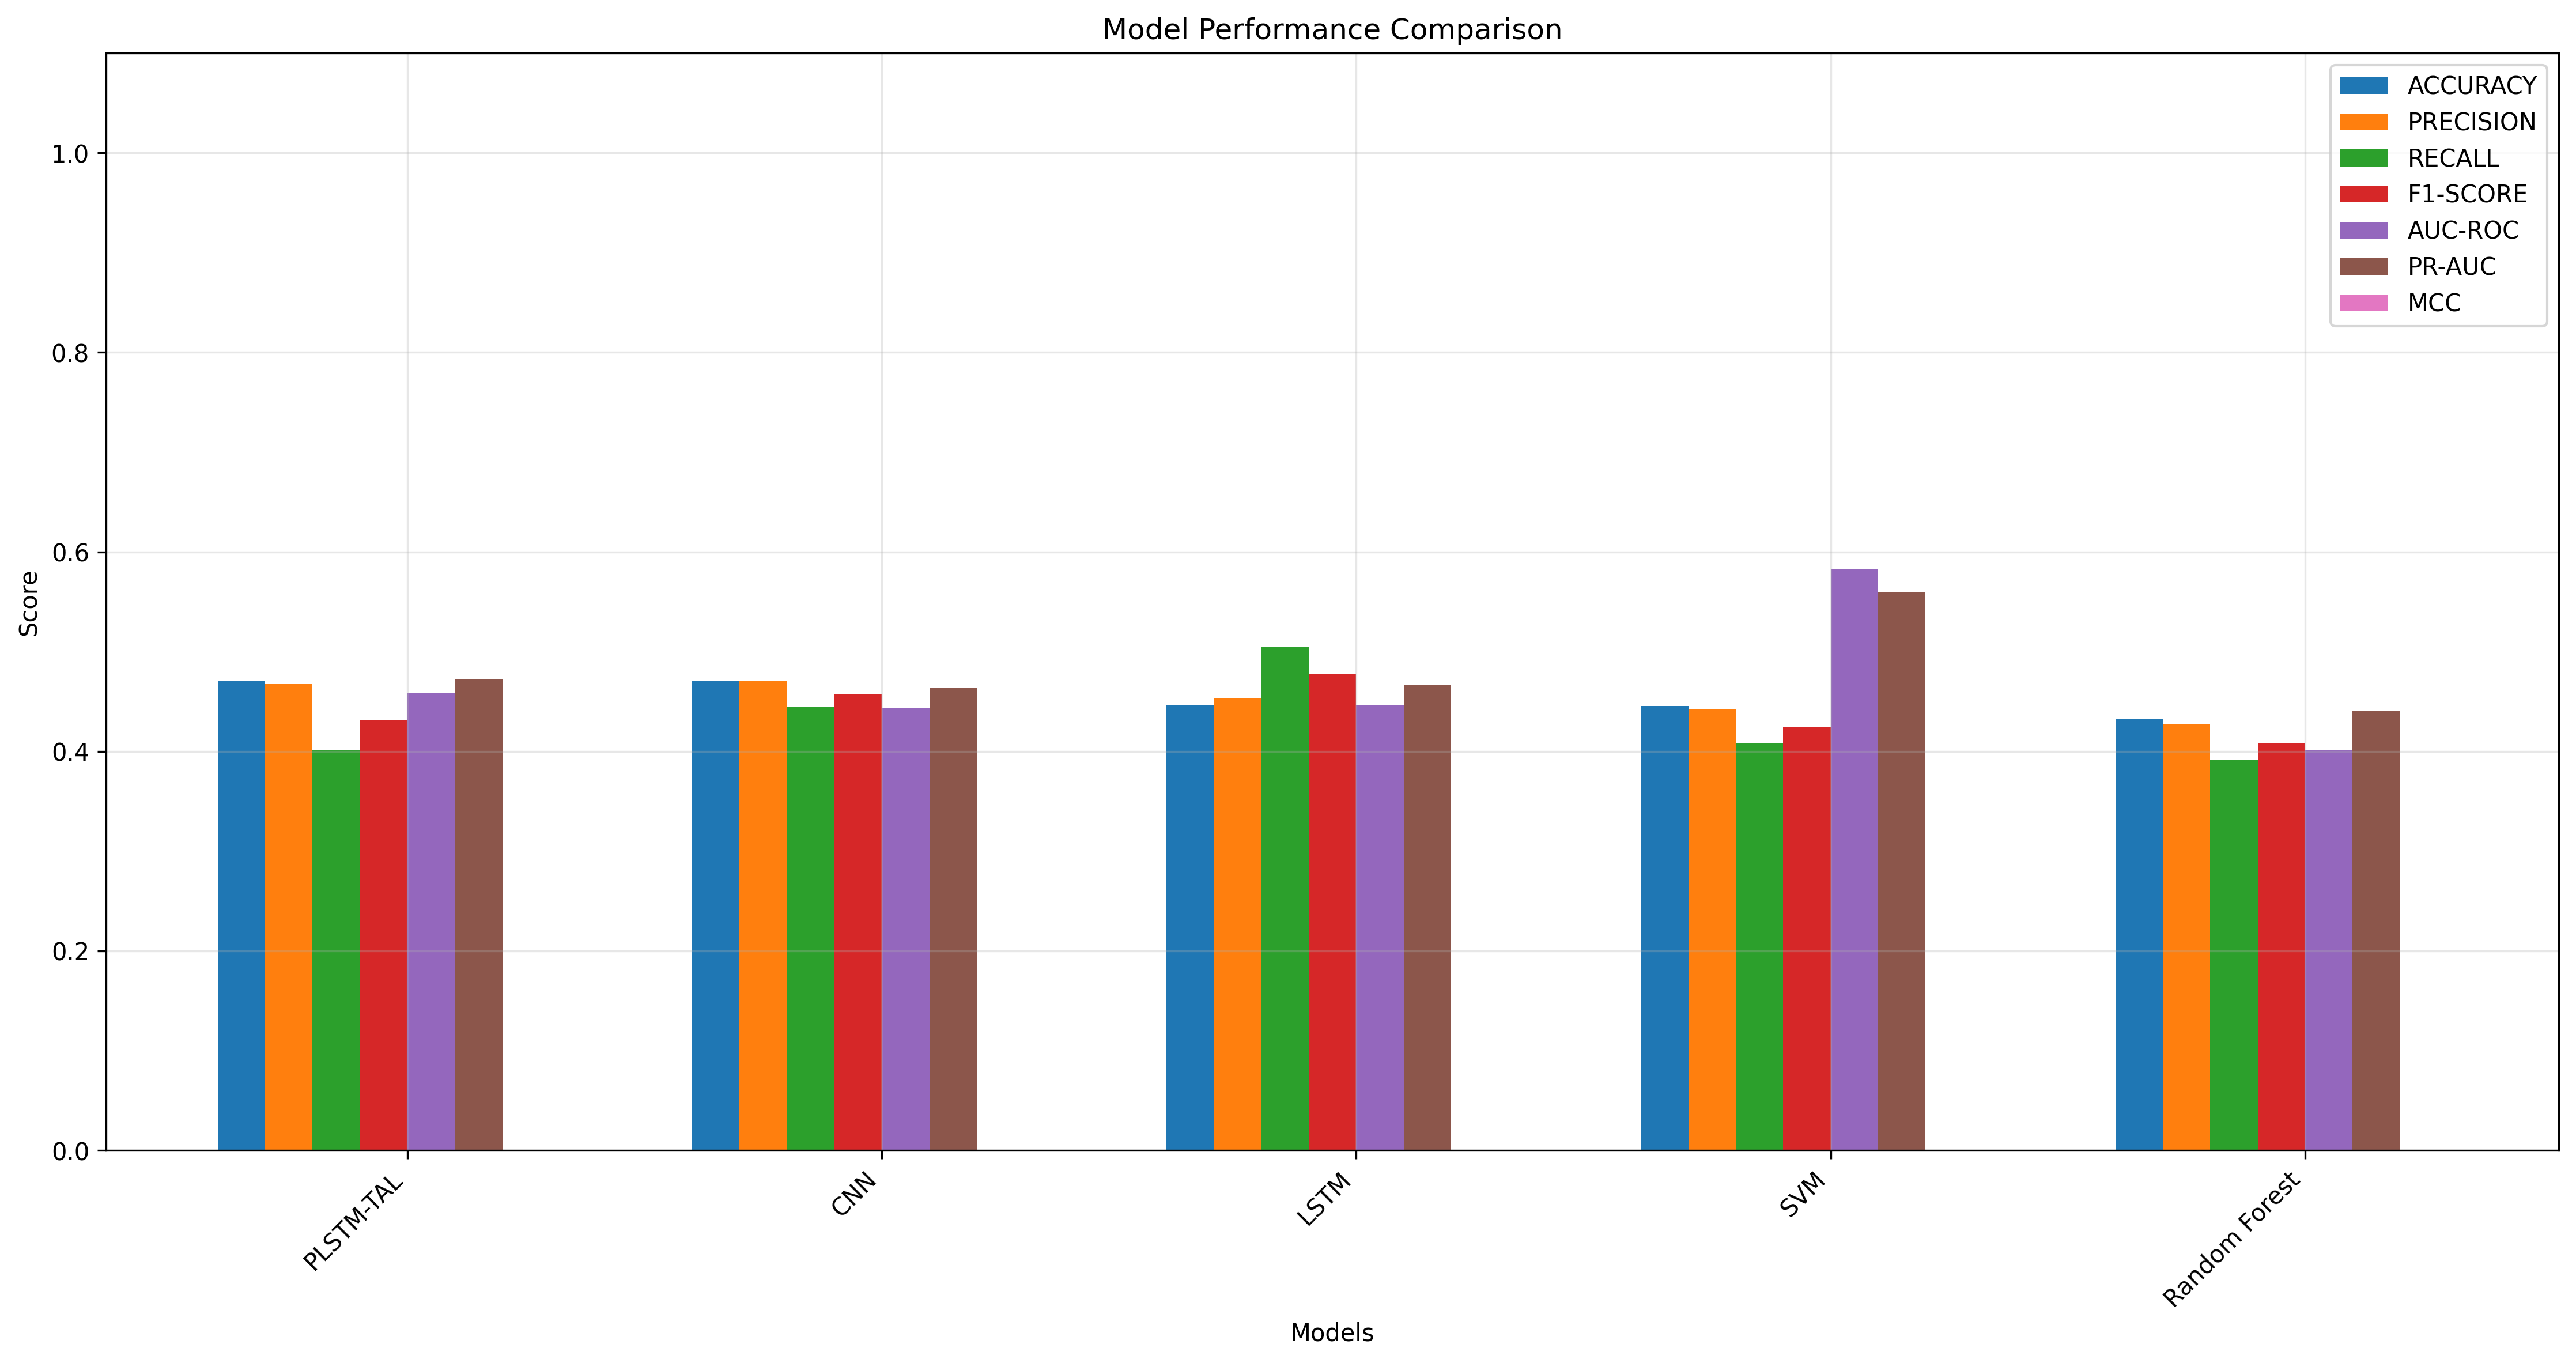 Model Performance Comparison
ACCURACY
PRECISION
RECALL
F1-SCORE
AUC-ROC
PR-AUC
MCC
1.0
0.8
0.6
0.4
0.2
0.0
Score
PLSTM-TAL
CNN
LSTM
SVM
Random Forest
Models